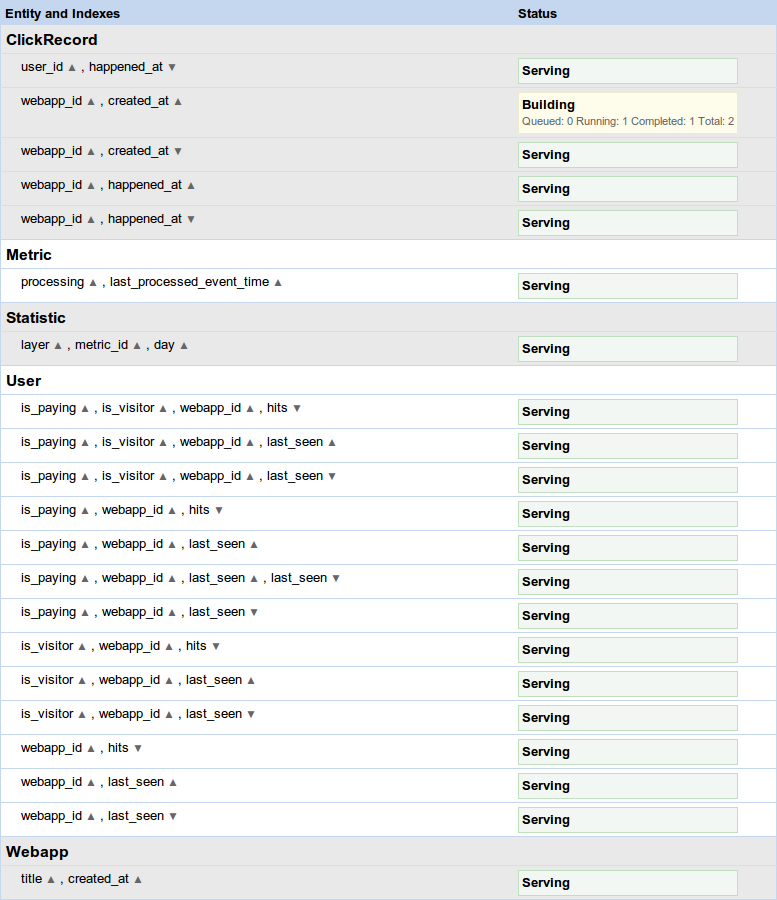 Entity and Indexes Status
ClickRecord
user_id ▲ , happened_at ▼ Serving
webapp_id ▲ , created_at ▲ Building
Queued: 0 Running: 1 Completed: 1 Total: 2
webapp_id ▲ , created_at ▼ Serving
webapp_id ▲ , happened_at ▲ Serving
webapp_id ▲ , happened_at ▼ Serving
Metric
processing ▲ , last_processed_event_time ▲ Serving
Statistic
layer ▲ , metric_id ▲ , day ▲ Serving
User
is_paying ▲ , is_visitor ▲ , webapp_id ▲ , hits ▼ Serving
is_paying ▲ , is_visitor ▲ , webapp_id ▲ , last_seen ▲ Serving
is_paying ▲ , is_visitor ▲ , webapp_id ▲ , last_seen ▼ Serving
is_paying ▲ , webapp_id ▲ , hits ▼ Serving
is_paying ▲ , webapp_id ▲ , last_seen ▲ Serving
is_paying ▲ , webapp_id ▲ , last_seen ▲ , last_seen ▼ Serving
is_paying ▲ , webapp_id ▲ , last_seen ▼ Serving
is_visitor ▲ , webapp_id ▲ , hits ▼ Serving
is_visitor ▲ , webapp_id ▲ , last_seen ▲ Serving
is_visitor ▲ , webapp_id ▲ , last_seen ▼ Serving
webapp_id ▲ , hits ▼ Serving
webapp_id ▲ , last_seen ▲ Serving
webapp_id ▲ , last_seen ▼ Serving
Webapp
title ▲ , created_at ▲ Serving